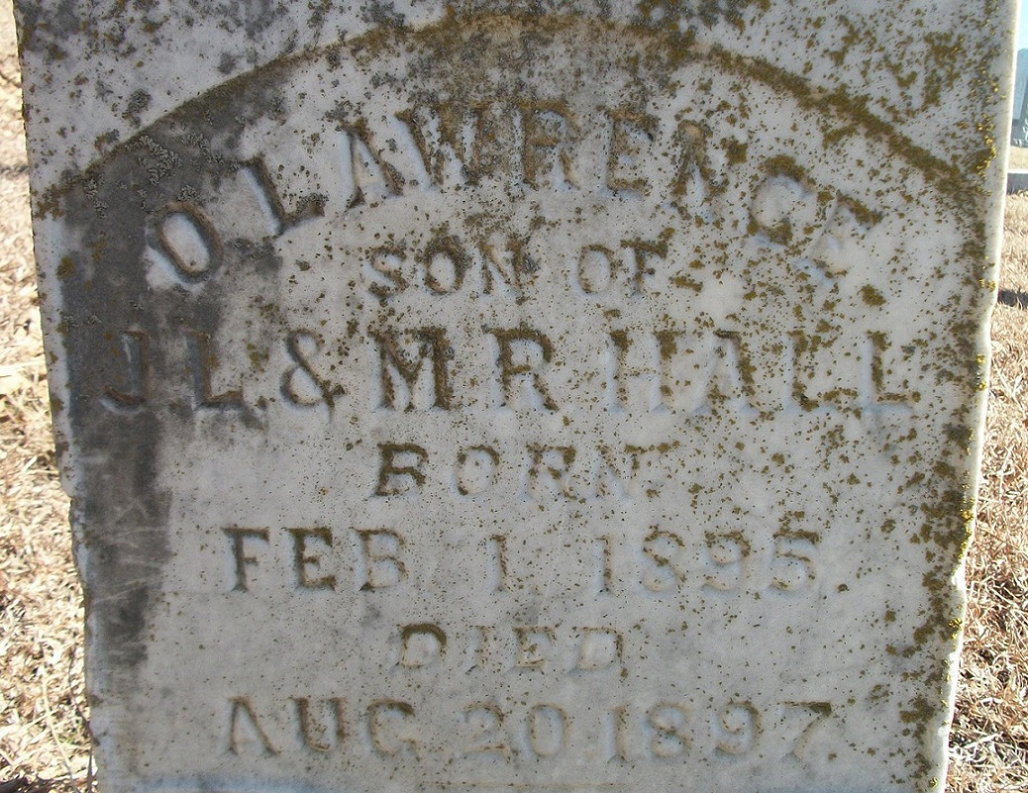 O LAWRENCE
SON OF
J L & M R HALL
BORN
FEB 1 1895
DIED
AUG 20 1897